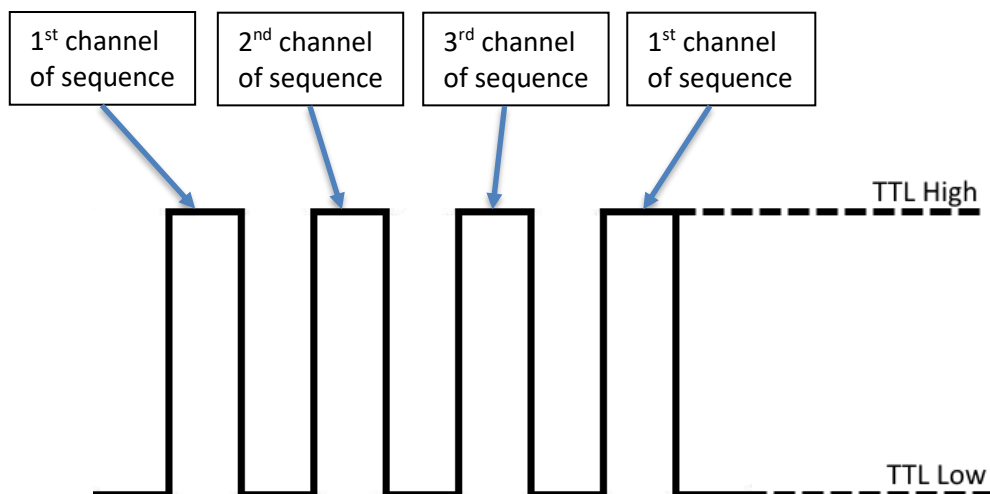 1st channel
of sequence
2nd channel
of sequence
3rd channel
of sequence
1st channel
of sequence
TTL High
TTL Low